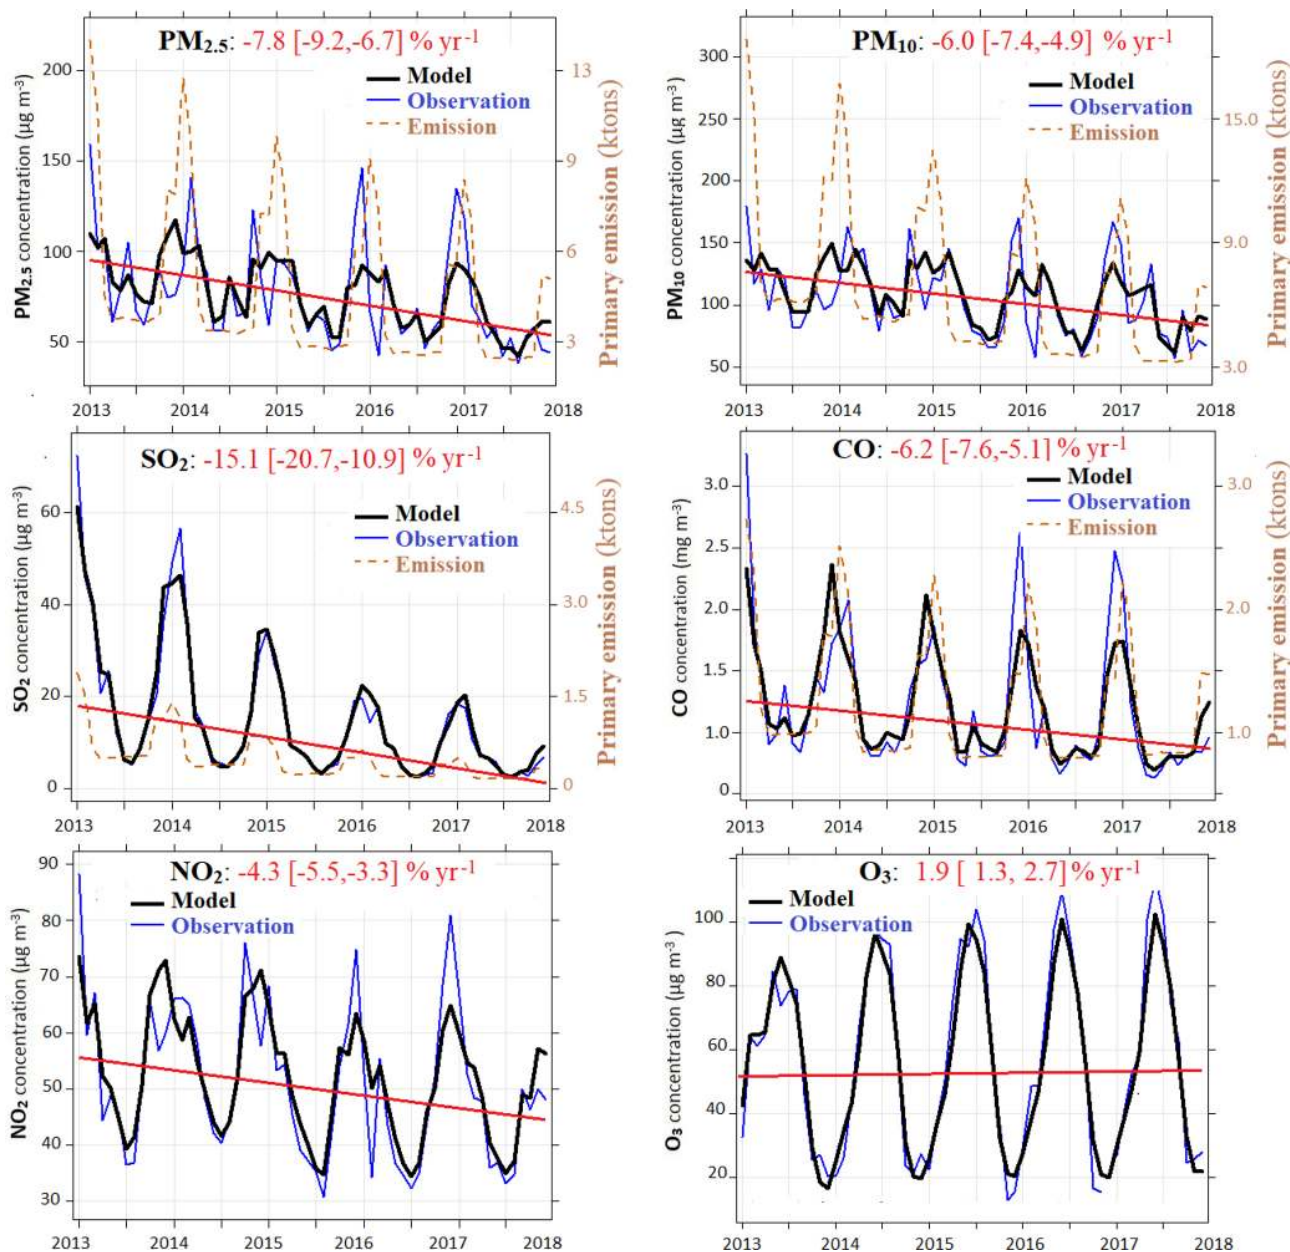 PM2.5: -7.8 [-9.2,-6.7] % yr-1
Model
Observation
Emission
PM2.5 concentration (µg m-3)
200
150
100
50
13
9
6
3
Primary emission (ktons)
2013 2014 2015 2016 2017 2018
PM10: -6.0 [-7.4,-4.9] % yr-1
Model
Observation
Emission
PM10 concentration (µg m-3)
300
250
200
150
100
50
15.0
9.0
3.0
Primary emission (ktons)
2013 2014 2015 2016 2017 2018
SO2: -15.1 [-20.7,-10.9] % yr-1
Model
Observation
Emission
SO2 concentration (µg m-3)
60
40
20
0
4.5
3.0
1.5
0
Primary emission (ktons)
2013 2014 2015 2016 2017 2018
CO: -6.2 [-7.6,-5.1] % yr-1
Model
Observation
Emission
CO concentration (mg m-3)
3.0
2.5
2.0
1.5
1.0
0
3.0
2.0
1.0
Primary emission (ktons)
2013 2014 2015 2016 2017 2018
NO2: -4.3 [-5.5,-3.3] % yr-1
Model
Observation
NO2 concentration (µg m-3)
90
80
70
60
50
40
30
2013 2014 2015 2016 2017 2018
O3: 1.9 [ 1.3, 2.7] % yr-1
Model
Observation
O3 concentration (µg m-3 )
100
80
60
40
20
2013 2014 2015 2016 2017 2018